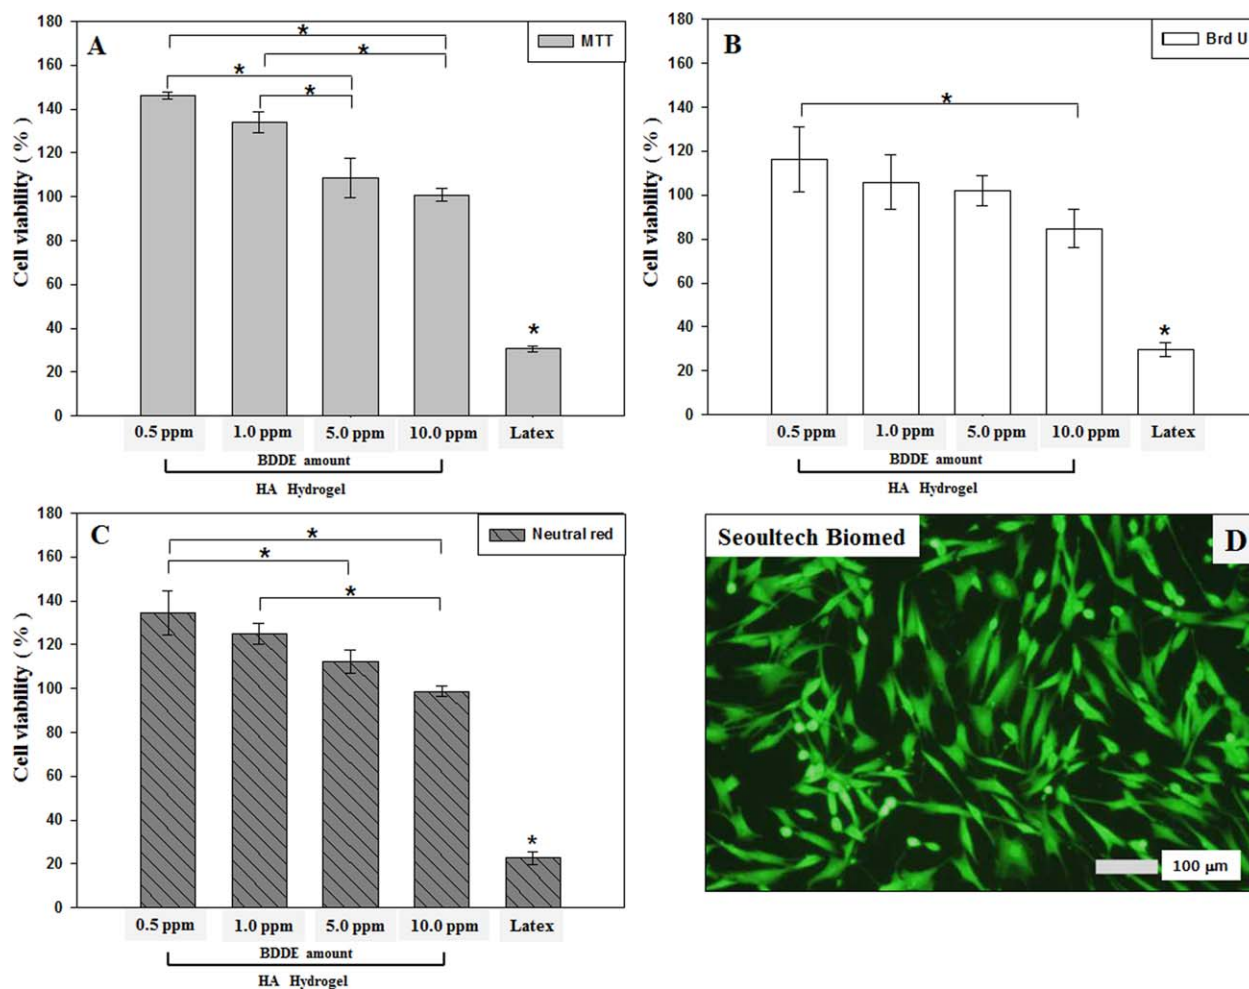 A
MTT
*
*
*
*
*
Cell viability ( % )
180
160
140
120
100
80
60
40
20
0
0.5 ppm 1.0 ppm 5.0 ppm 10.0 ppm Latex
BDDE amount
HA Hydrogel
B
Brd U
*
*
Cell viability ( % )
180
160
140
120
100
80
60
40
20
0
0.5 ppm 1.0 ppm 5.0 ppm 10.0 ppm Latex
BDDE amount
HA Hydrogel
C
Neutral red
*
*
*
*
Cell viability ( % )
180
160
140
120
100
80
60
40
20
0
0.5 ppm 1.0 ppm 5.0 ppm 10.0 ppm Latex
BDDE amount
HA Hydrogel
Seoultech Biomed
D
100 μm